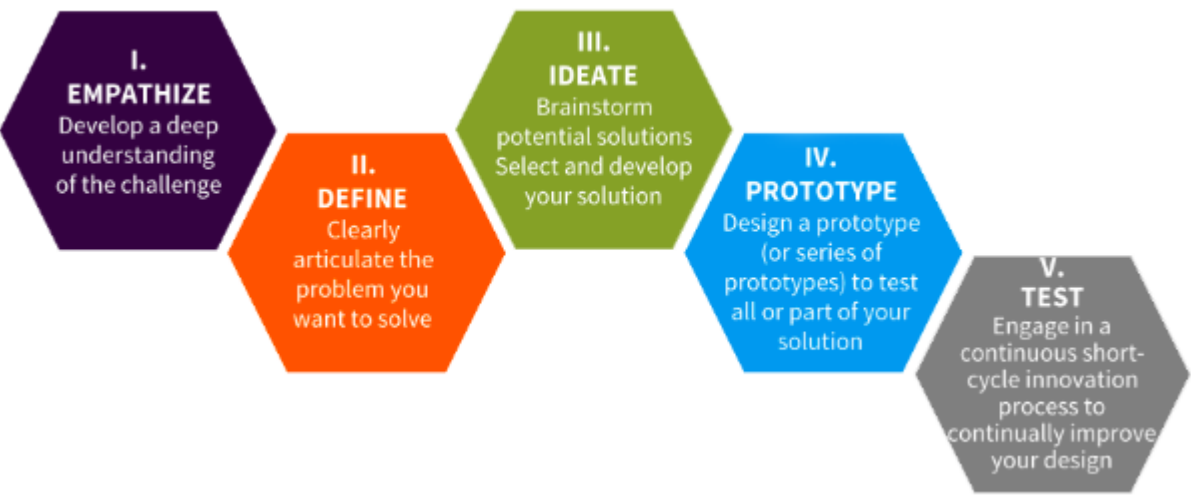 I.
EMPATHIZE
Develop a deep
understanding
of the challenge
II.
DEFINE
Clearly
articulate the
problem you
want to solve
III.
IDEATE
Brainstorm
potential solutions
Select and develop
your solution
IV.
PROTOTYPE
Design a prototype
(or series of
prototypes) to test
all or part of your
solution
V.
TEST
Engage in a
continuous short-
cycle innovation
process to
continually improve
your design